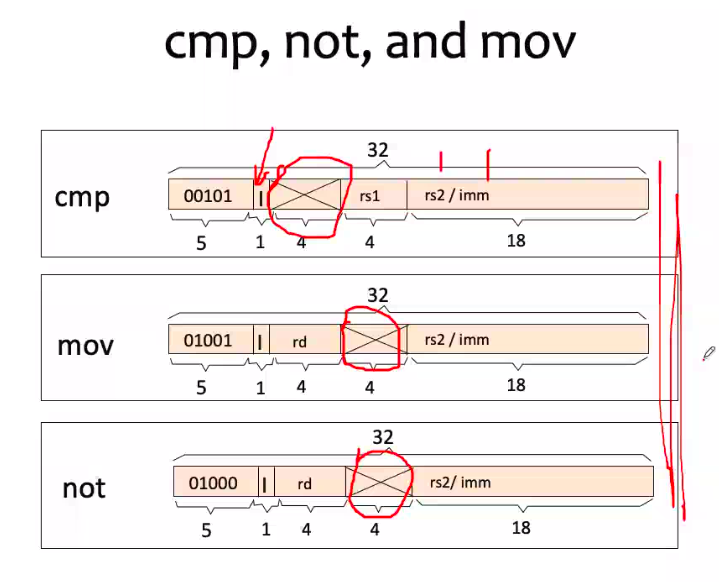 cmp, not, and mov
32
cmp 00101 I rs1 rs2 / imm
5 1 4 4 18
32
mov 01001 I rd rs2 / imm
5 1 4 4 18
32
not 01000 I rd rs2/ imm
5 1 4 4 18